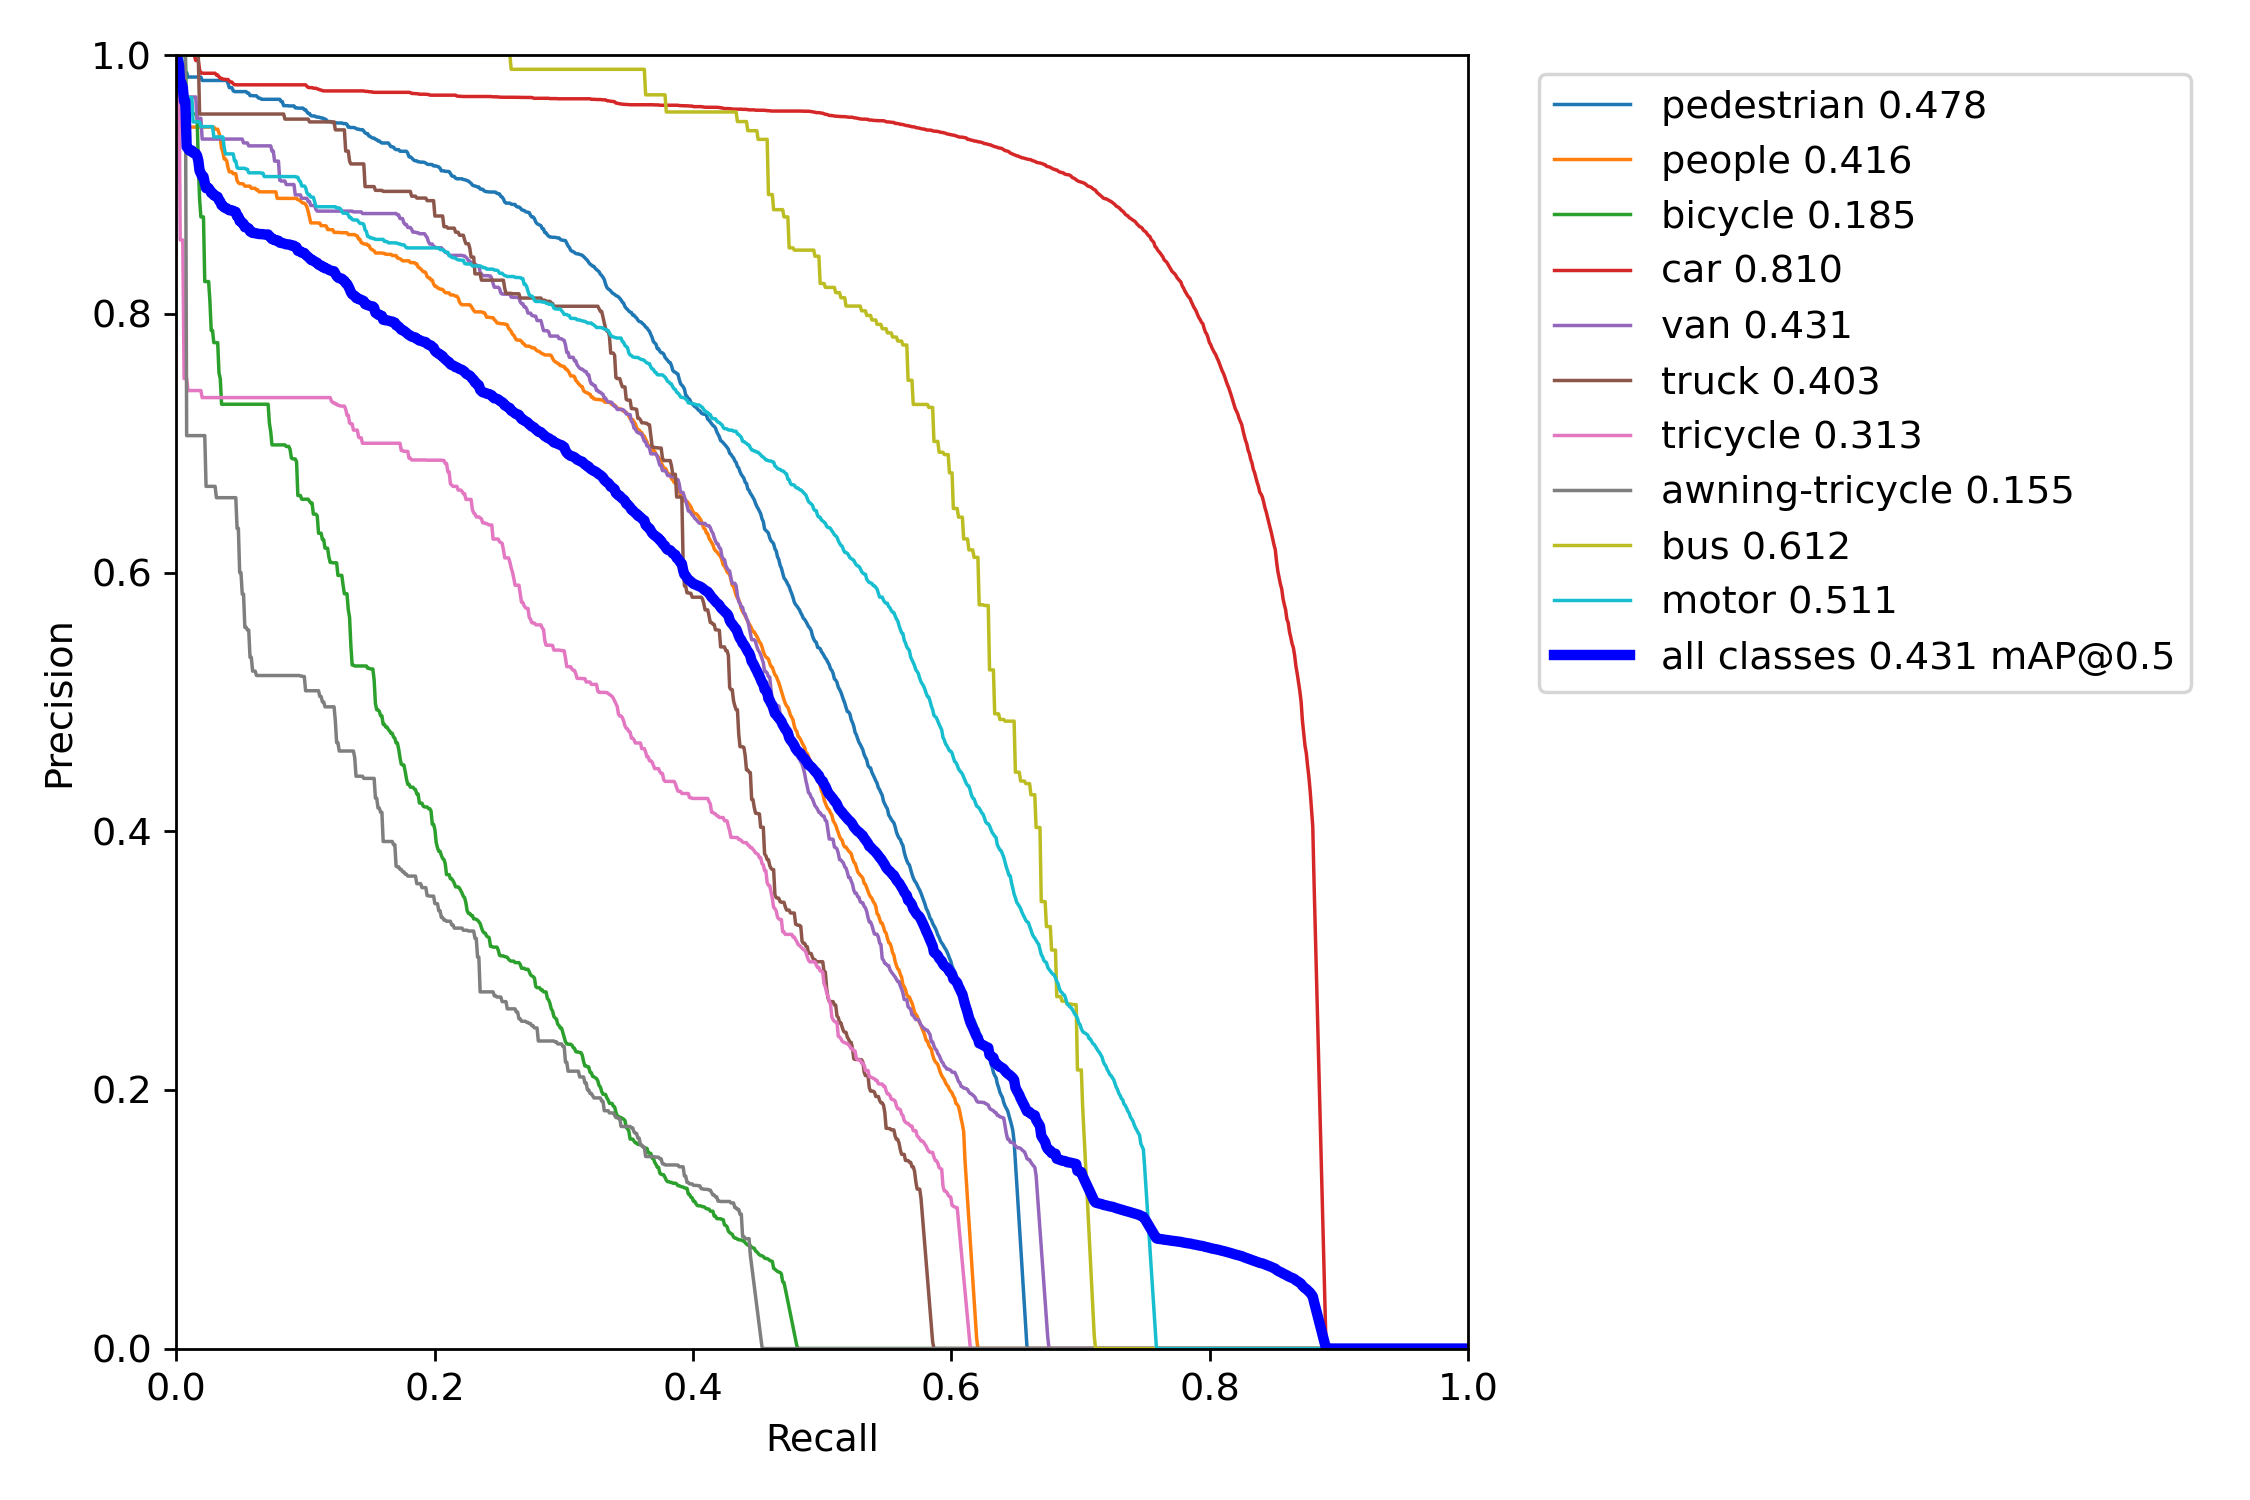 1.0
0.8
0.6
0.4
0.2
0.0
Precision
0.0 0.2 0.4 0.6 0.8 1.0
Recall
pedestrian 0.478
people 0.416
bicycle 0.185
car 0.810
van 0.431
truck 0.403
tricycle 0.313
awning-tricycle 0.155
bus 0.612
motor 0.511
all classes 0.431 mAP@0.5